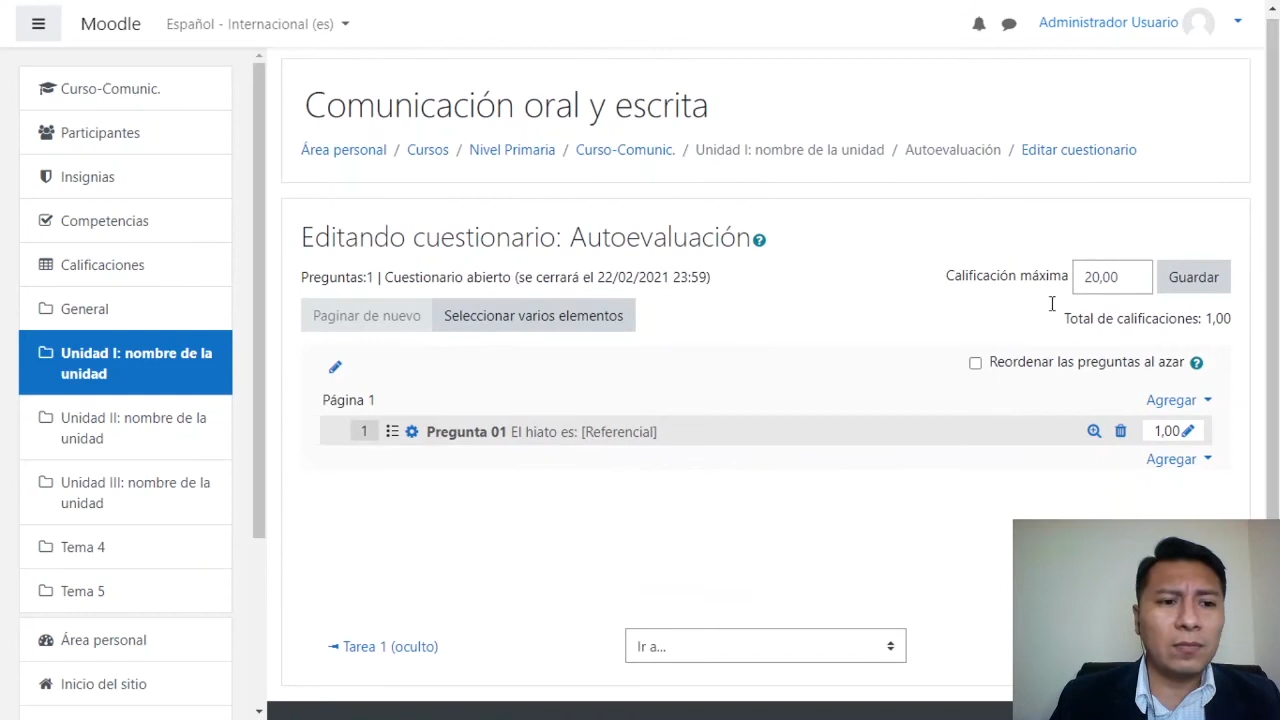 Moodle
Español - Internacional (es)
Administrador Usuario
Curso-Comunic.
Participantes
Insignias
Competencias
Calificaciones
General
Unidad I: nombre de la
unidad
Unidad II: nombre de la
unidad
Unidad III: nombre de la
unidad
Tema 4
Tema 5
Área personal
Inicio del sitio
Comunicación oral y escrita
Área personal / Cursos / Nivel Primaria / Curso-Comunic. / Unidad I: nombre de la unidad / Autoevaluación / Editar cuestionario
Editando cuestionario: Autoevaluación
Preguntas:1 | Cuestionario abierto (se cerrará el 22/02/2021 23:59)
Calificación máxima 20,00 Guardar
Paginar de nuevo Seleccionar varios elementos
Total de calificaciones: 1,00
Reordenar las preguntas al azar
Página 1
Agregar
1 Pregunta 01 El hiato es: [Referencial] 1,00
Agregar
Tarea 1 (oculto)
Ir a...